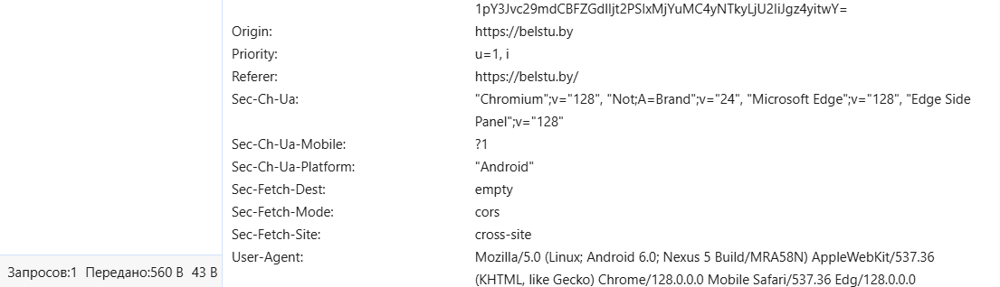 1pY3Jvc29mdCBFZGdlIjt2PSIxMjYuMC4yNTkyLjU2IiJgz4yitwY=
Origin: https://belstu.by
Priority: u=1, i
Referer: https://belstu.by/
Sec-Ch-Ua: "Chromium";v="128", "Not;A=Brand";v="24", "Microsoft Edge";v="128", "Edge Side
Panel";v="128"
Sec-Ch-Ua-Mobile: ?1
Sec-Ch-Ua-Platform: "Android"
Sec-Fetch-Dest: empty
Sec-Fetch-Mode: cors
Sec-Fetch-Site: cross-site
User-Agent: Mozilla/5.0 (Linux; Android 6.0; Nexus 5 Build/MRA58N) AppleWebKit/537.36
(KHTML, like Gecko) Chrome/128.0.0.0 Mobile Safari/537.36 Edg/128.0.0.0
Запросов:1 Передано:560 B 43 B